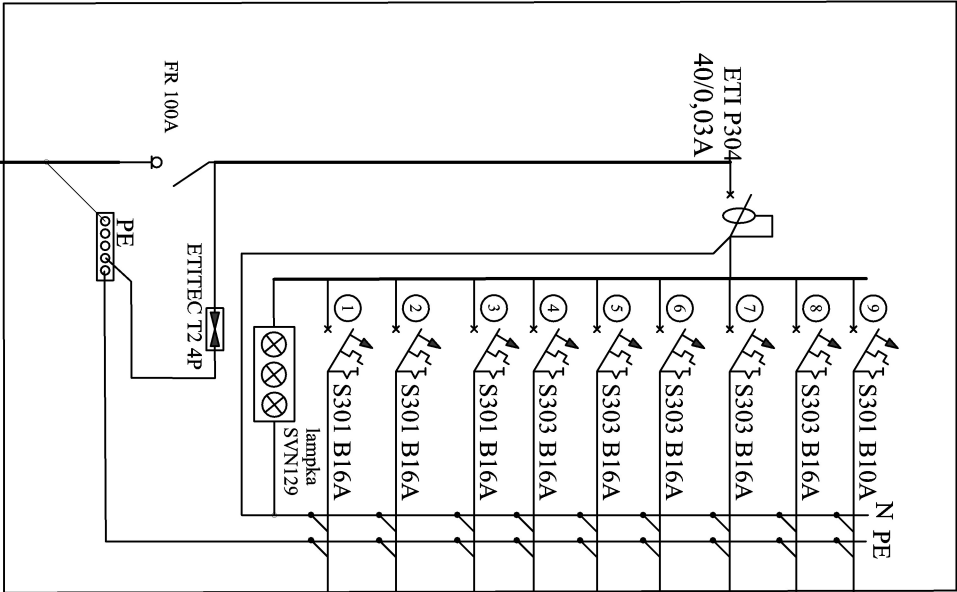 FR 100A
ETI P304
40/0,03A
PE
ETITEC T2 4P
1
2
3
4
5
6
7
8
9
S301 B16A
S301 B16A
S301 B16A
S303 B16A
S303 B16A
S303 B16A
S303 B16A
S303 B16A
S301 B10A
lampka
SVN129
N
PE